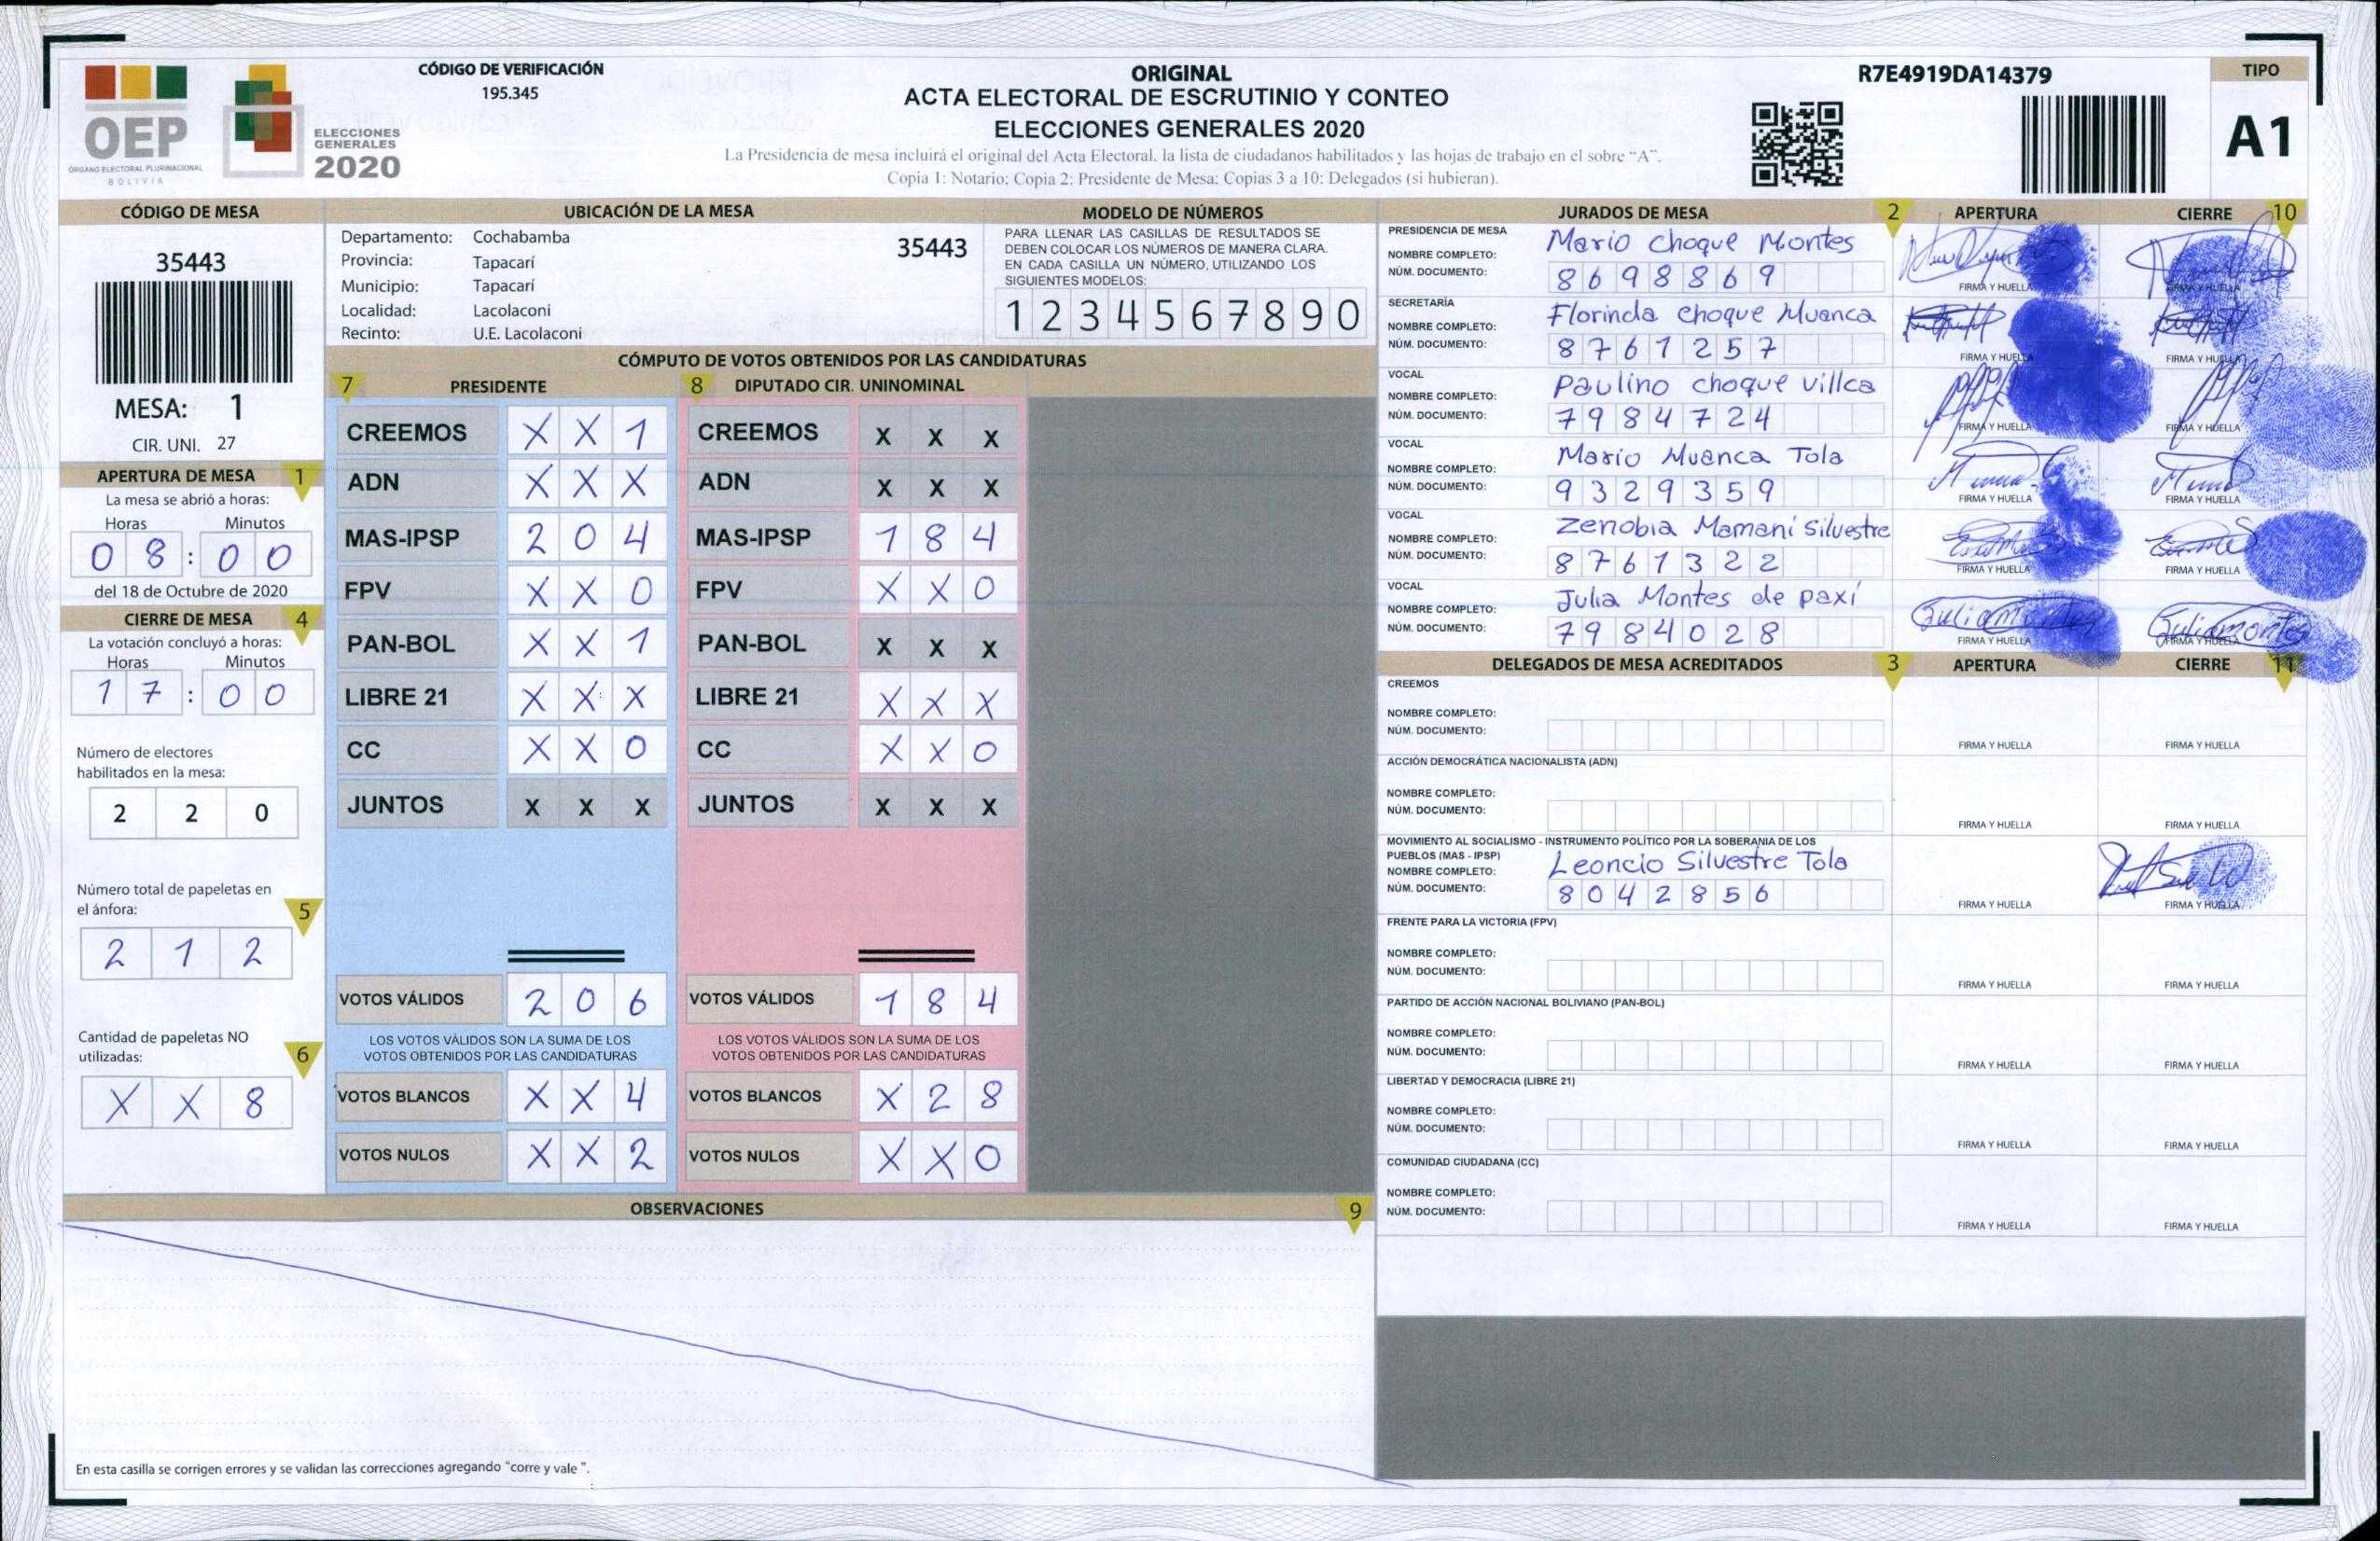 OEP
ÓRGANO ELECTORAL PLURINACIONAL
BOLIVIA
ELECCIONES
GENERALES
2020
CÓDIGO DE VERIFICACIÓN
195.345
ORIGINAL
ACTA ELECTORAL DE ESCRUTINIO Y CONTEO
ELECCIONES GENERALES 2020
La Presidencia de mesa incluirá el original del Acta Electoral, la lista de ciudadanos habilitados y las hojas de trabajo en el sobre "A".
Copia 1: Notario; Copia 2: Presidente de Mesa; Copias 3 a 10: Delegados (si hubieran).
R7E4919DA14379
TIPO
A1
CÓDIGO DE MESA
35443
MESA: 1
CIR. UNI. 27
APERTURA DE MESA 1
La mesa se abrió a horas:
Horas Minutos
0 8 : 0 0
del 18 de Octubre de 2020
CIERRE DE MESA 4
La votación concluyó a horas:
Horas Minutos
1 7 : 0 0
Número de electores
habilitados en la mesa:
2 2 0
Número total de papeletas en
el ánfora: 5
2 1 2
Cantidad de papeletas NO
utilizadas: 6
X X 8
UBICACIÓN DE LA MESA
Departamento: Cochabamba 35443
Provincia: Tapacarí
Municipio: Tapacarí
Localidad: Lacolaconi
Recinto: U.E. Lacolaconi
MODELO DE NÚMEROS
PARA LLENAR LAS CASILLAS DE RESULTADOS SE
DEBEN COLOCAR LOS NÚMEROS DE MANERA CLARA.
EN CADA CASILLA UN NÚMERO, UTILIZANDO LOS
SIGUIENTES MODELOS:
1 2 3 4 5 6 7 8 9 0
CÓMPUTO DE VOTOS OBTENIDOS POR LAS CANDIDATURAS
7 PRESIDENTE
CREEMOS X X 1
ADN X X X
MAS-IPSP 2 0 4
FPV X X 0
PAN-BOL X X 1
LIBRE 21 X X X
CC X X 0
JUNTOS X X X
VOTOS VÁLIDOS 2 0 6
LOS VOTOS VÁLIDOS SON LA SUMA DE LOS
VOTOS OBTENIDOS POR LAS CANDIDATURAS
VOTOS BLANCOS X X 4
VOTOS NULOS X X 2
8 DIPUTADO CIR. UNINOMINAL
CREEMOS X X X
ADN X X X
MAS-IPSP 1 8 4
FPV X X 0
PAN-BOL X X X
LIBRE 21 X X X
CC X X 0
JUNTOS X X X
VOTOS VÁLIDOS 1 8 4
LOS VOTOS VÁLIDOS SON LA SUMA DE LOS
VOTOS OBTENIDOS POR LAS CANDIDATURAS
VOTOS BLANCOS X 2 8
VOTOS NULOS X X 0
OBSERVACIONES 9
En esta casilla se corrigen errores y se validan las correcciones agregando "corre y vale ".
JURADOS DE MESA 2 APERTURA CIERRE 10
PRESIDENCIA DE MESA
NOMBRE COMPLETO: Mario choque Montes
NÚM. DOCUMENTO: 8 6 9 8 8 6 9
FIRMA Y HUELLA FIRMA Y HUELLA
SECRETARÍA
NOMBRE COMPLETO: Florinda choque Huanca
NÚM. DOCUMENTO: 8 7 6 1 2 5 7
FIRMA Y HUELLA FIRMA Y HUELLA
VOCAL
NOMBRE COMPLETO: Paulino choque villca
NÚM. DOCUMENTO: 7 9 8 4 7 2 4
FIRMA Y HUELLA FIRMA Y HUELLA
VOCAL
NOMBRE COMPLETO: Mario Huanca Tola
NÚM. DOCUMENTO: 9 3 2 9 3 5 9
FIRMA Y HUELLA FIRMA Y HUELLA
VOCAL
NOMBRE COMPLETO: Zenobia Mamani Silvestre
NÚM. DOCUMENTO: 8 7 6 1 3 2 2
FIRMA Y HUELLA FIRMA Y HUELLA
VOCAL
NOMBRE COMPLETO: Julia Montes de paxi
NÚM. DOCUMENTO: 7 9 8 4 0 2 8
FIRMA Y HUELLA FIRMA Y HUELLA
DELEGADOS DE MESA ACREDITADOS 3 APERTURA CIERRE 11
CREEMOS
NOMBRE COMPLETO:
NÚM. DOCUMENTO:
FIRMA Y HUELLA FIRMA Y HUELLA
ACCIÓN DEMOCRÁTICA NACIONALISTA (ADN)
NOMBRE COMPLETO:
NÚM. DOCUMENTO:
FIRMA Y HUELLA FIRMA Y HUELLA
MOVIMIENTO AL SOCIALISMO - INSTRUMENTO POLÍTICO POR LA SOBERANIA DE LOS
PUEBLOS (MAS - IPSP)
NOMBRE COMPLETO: Leoncio Silvestre Tola
NÚM. DOCUMENTO: 8 0 4 2 8 5 6
FIRMA Y HUELLA FIRMA Y HUELLA
FRENTE PARA LA VICTORIA (FPV)
NOMBRE COMPLETO:
NÚM. DOCUMENTO:
FIRMA Y HUELLA FIRMA Y HUELLA
PARTIDO DE ACCIÓN NACIONAL BOLIVIANO (PAN-BOL)
NOMBRE COMPLETO:
NÚM. DOCUMENTO:
FIRMA Y HUELLA FIRMA Y HUELLA
LIBERTAD Y DEMOCRACIA (LIBRE 21)
NOMBRE COMPLETO:
NÚM. DOCUMENTO:
FIRMA Y HUELLA FIRMA Y HUELLA
COMUNIDAD CIUDADANA (CC)
NOMBRE COMPLETO:
NÚM. DOCUMENTO:
FIRMA Y HUELLA FIRMA Y HUELLA